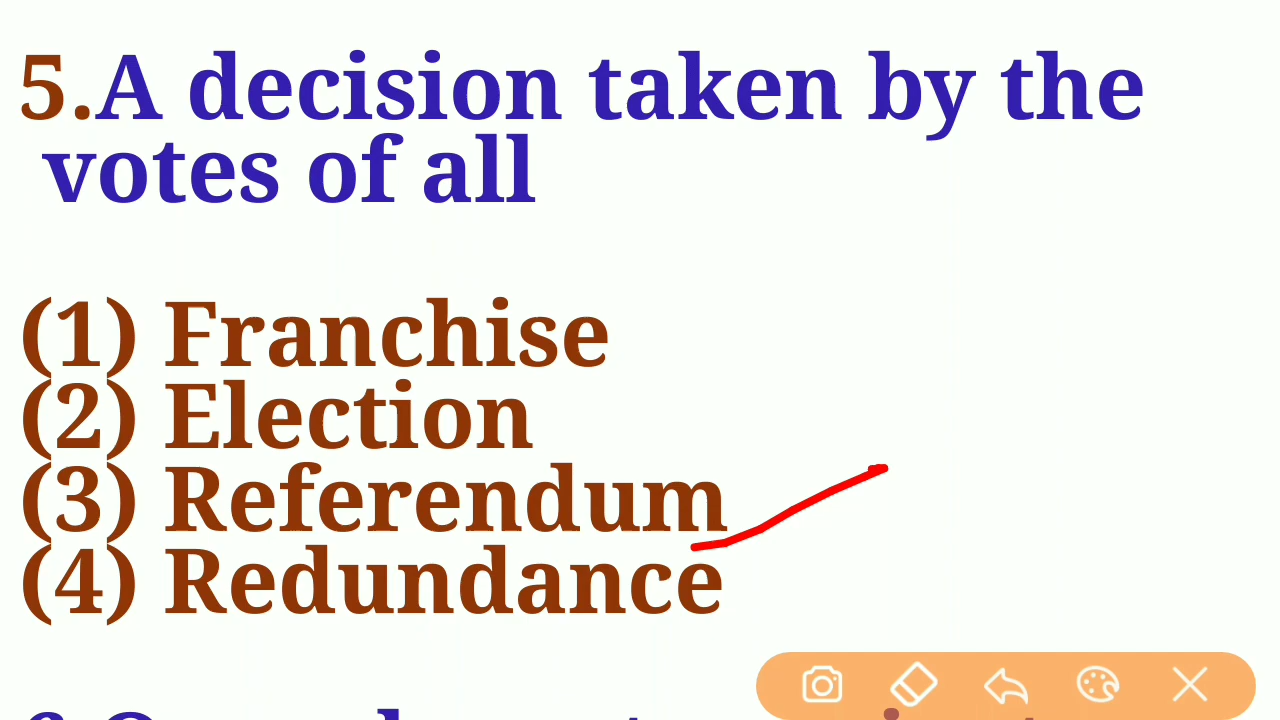 5.A decision taken by the
votes of all
(1) Franchise
(2) Election
(3) Referendum
(4) Redundance